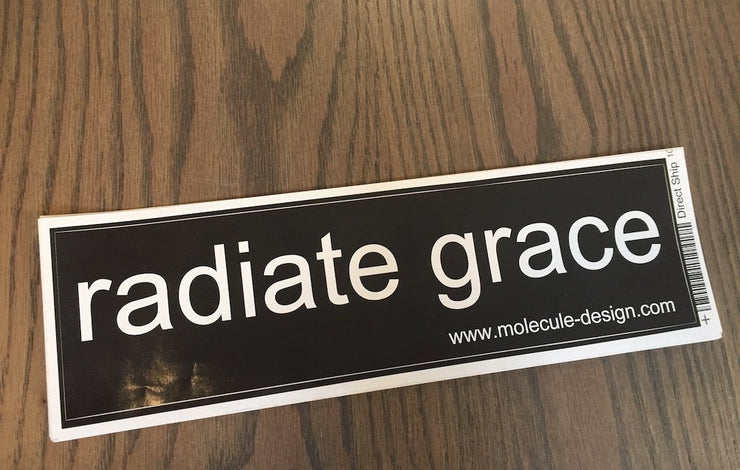 radiate grace
www.molecule-design.com
Direct Ship